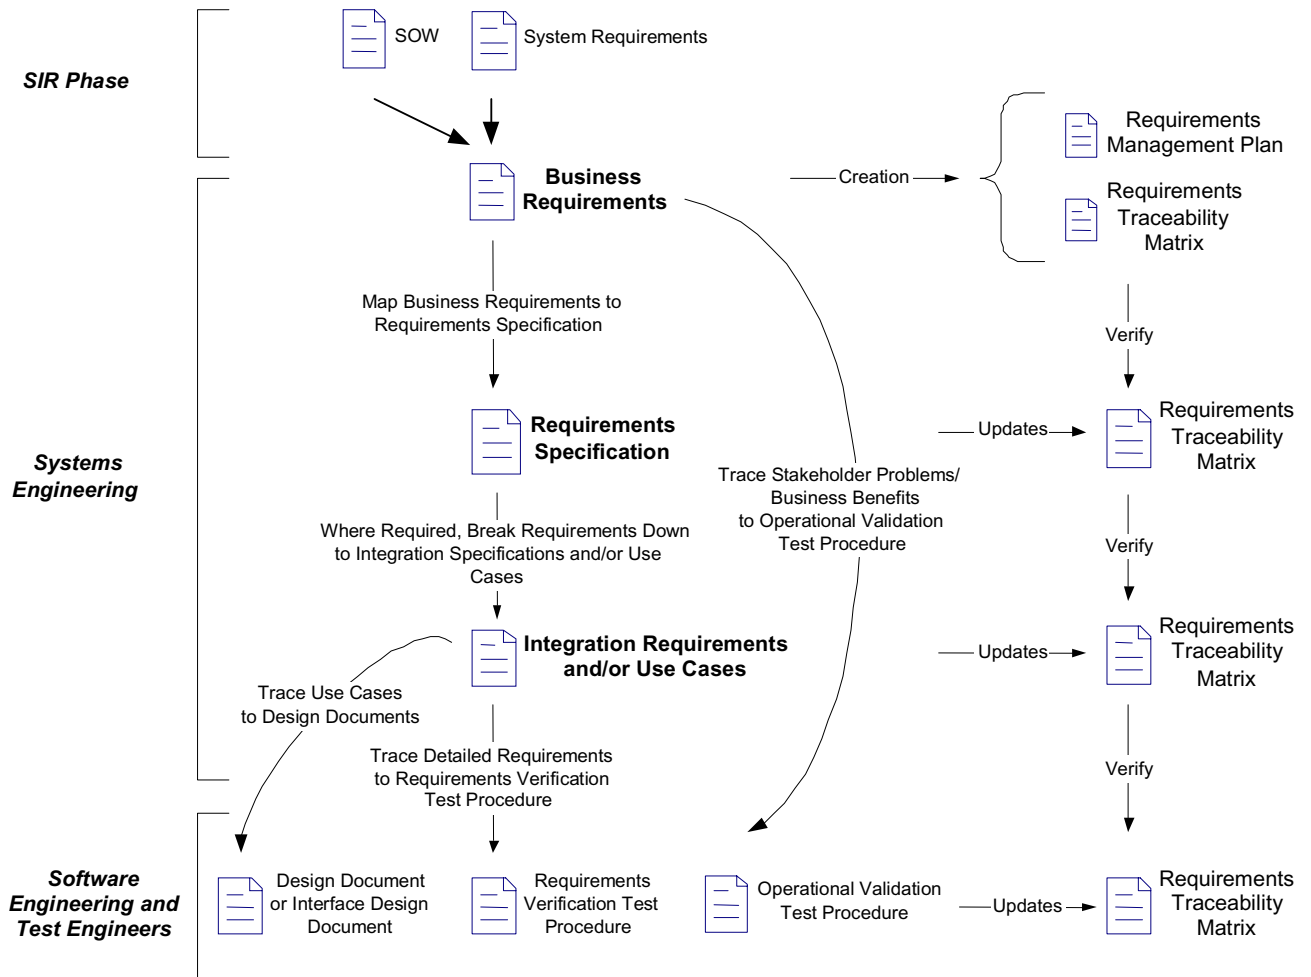 SOW
System Requirements
SIR Phase
Requirements
Management Plan
Business
Requirements
Creation
Requirements
Traceability
Matrix
Map Business Requirements to
Requirements Specification
Verify
Requirements
Specification
Updates
Requirements
Traceability
Matrix
Systems
Engineering
Trace Stakeholder Problems/
Business Benefits
to Operational Validation
Test Procedure
Where Required, Break Requirements Down
to Integration Specifications and/or Use
Cases
Verify
Integration Requirements
and/or Use Cases
Updates
Requirements
Traceability
Matrix
Trace Use Cases
to Design Documents
Trace Detailed Requirements
to Requirements Verification
Test Procedure
Verify
Software
Engineering and
Test Engineers
Design Document
or Interface Design
Document
Requirements
Verification Test
Procedure
Operational Validation
Test Procedure
Updates
Requirements
Traceability
Matrix